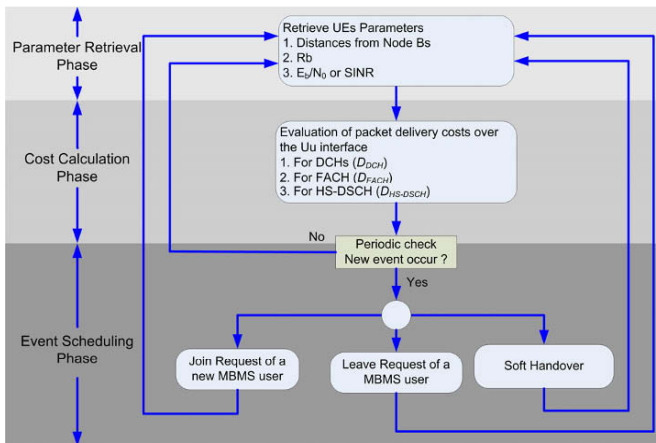 Parameter Retrieval
Phase
Retrieve UEs Parameters
1. Distances from Node Bs
2. Rb
3. Eb/N0 or SINR
Cost Calculation
Phase
Evaluation of packet delivery costs over
the Uu interface
1. For DCHs (DDCH)
2. For FACH (DFACH)
3. For HS-DSCH (DHS-DSCH)
No
Periodic check
New event occur ?
Yes
Event Scheduling
Phase
Join Request of a
new MBMS user
Leave Request of a
MBMS user
Soft Handover